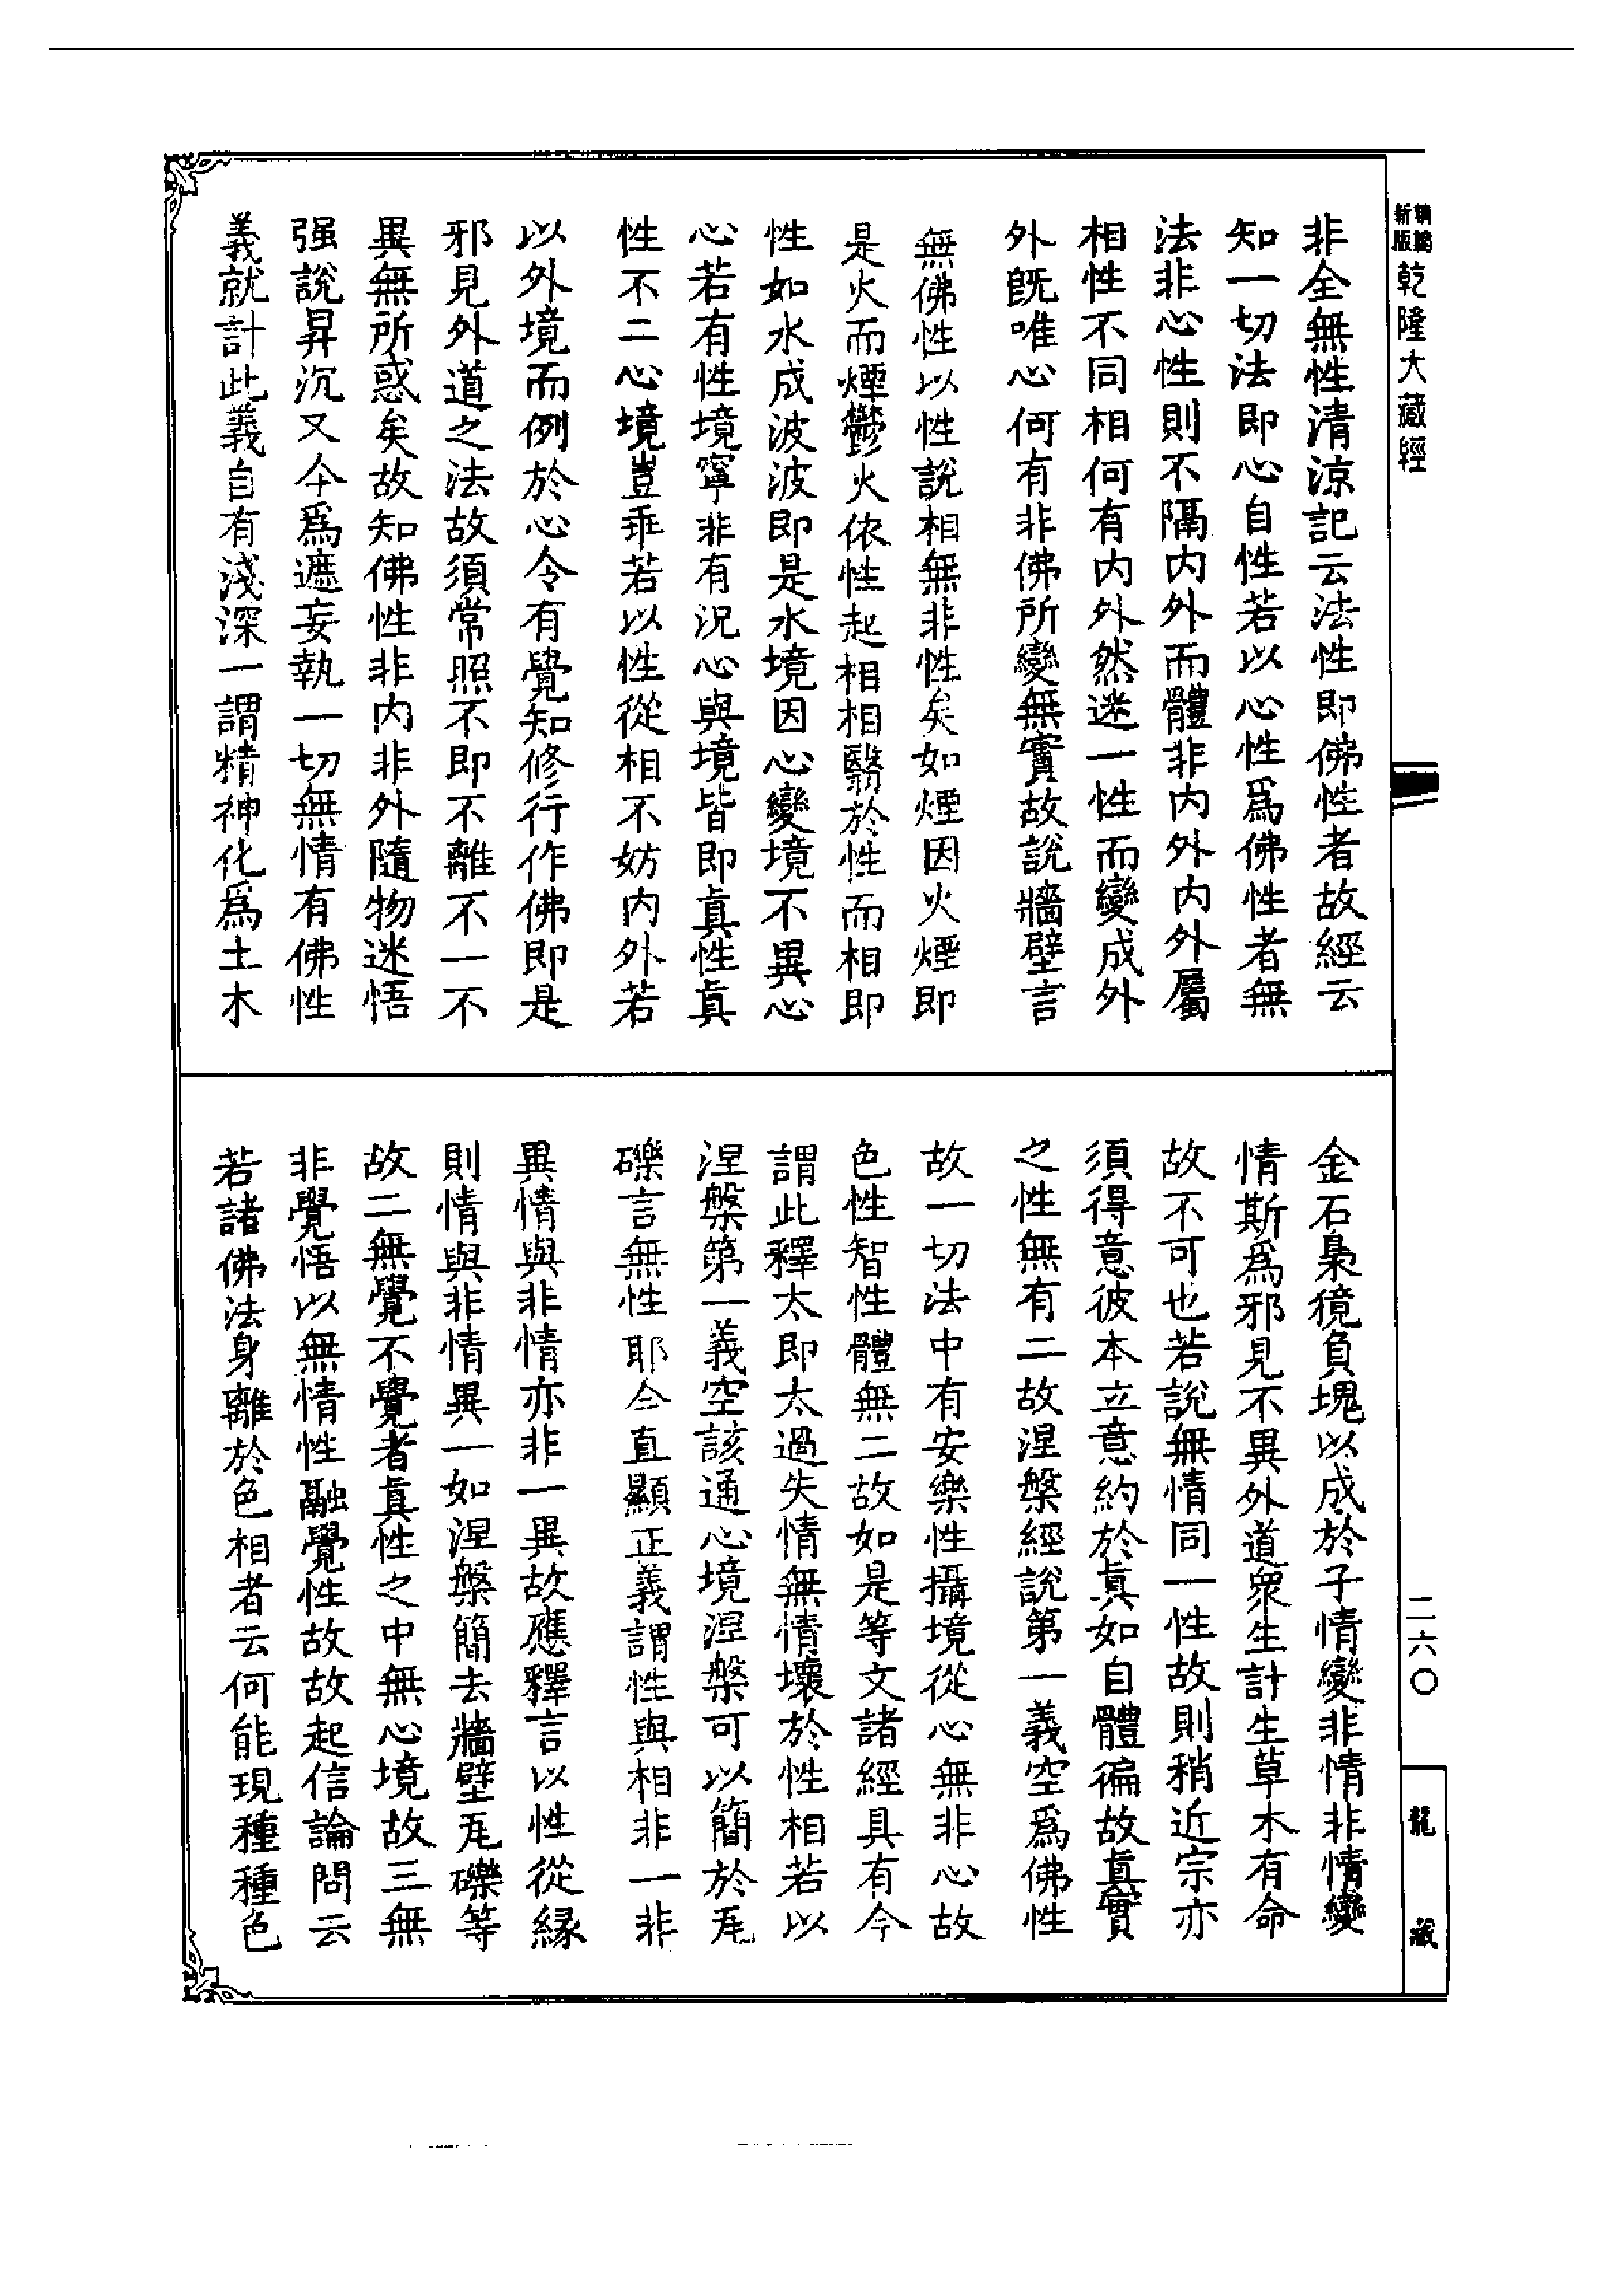 新版
乾隆大藏經
二六〇
龍藏
非全無性清涼記云法性即佛性者故經云
知一切法即心自性若以心性爲佛性者無
法非心性則不隔內外而體非內外內外屬
相性不同相何有內外然迷一性而變成外
外旣唯心何有非佛所變無實故說牆壁言
無佛性以性說相無非性矣如煙因火煙即
是火而煙鬱火依性起相相翳於性而相即
性如水成波波即是水境因心變境不異心
心若有性境寧非有況心與境皆即眞性眞
性不二心境豈乖若以性從相不妨內外若
以外境而例於心令有覺知修行作佛即是
邪見外道之法故須常照不即不離不一不
異無所惑矣故知佛性非內非外隨物迷悟
强說昇沉又今爲遮妄執一切無情有佛性
義就計此義自有淺深一謂精神化爲土木
金石梟獍負塊以成於子情變非情非情變
情斯爲邪見不異外道衆生計生草木有命
故不可也若說無情同一性故則稍近宗亦
須得意彼本立意約於眞如自體徧故眞實
之性無有二故涅槃經說第一義空爲佛性
故一切法中有安樂性攝境從心無非心故
色性智性體無二故如是等文諸經具有今
謂此釋太即太過失情無情壞於性相若以
涅槃第一義空該通心境涅槃可以簡於瓦
礫言無性耶今直顯正義謂性與相非一非
異情與非情亦非一異故應釋言以性從緣
則情與非情異一如涅槃簡去牆壁瓦礫等
故二無覺不覺者眞性之中無心境故三無
非覺悟以無情性融覺性故故起信論問云
若諸佛法身離於色相者云何能現種種色